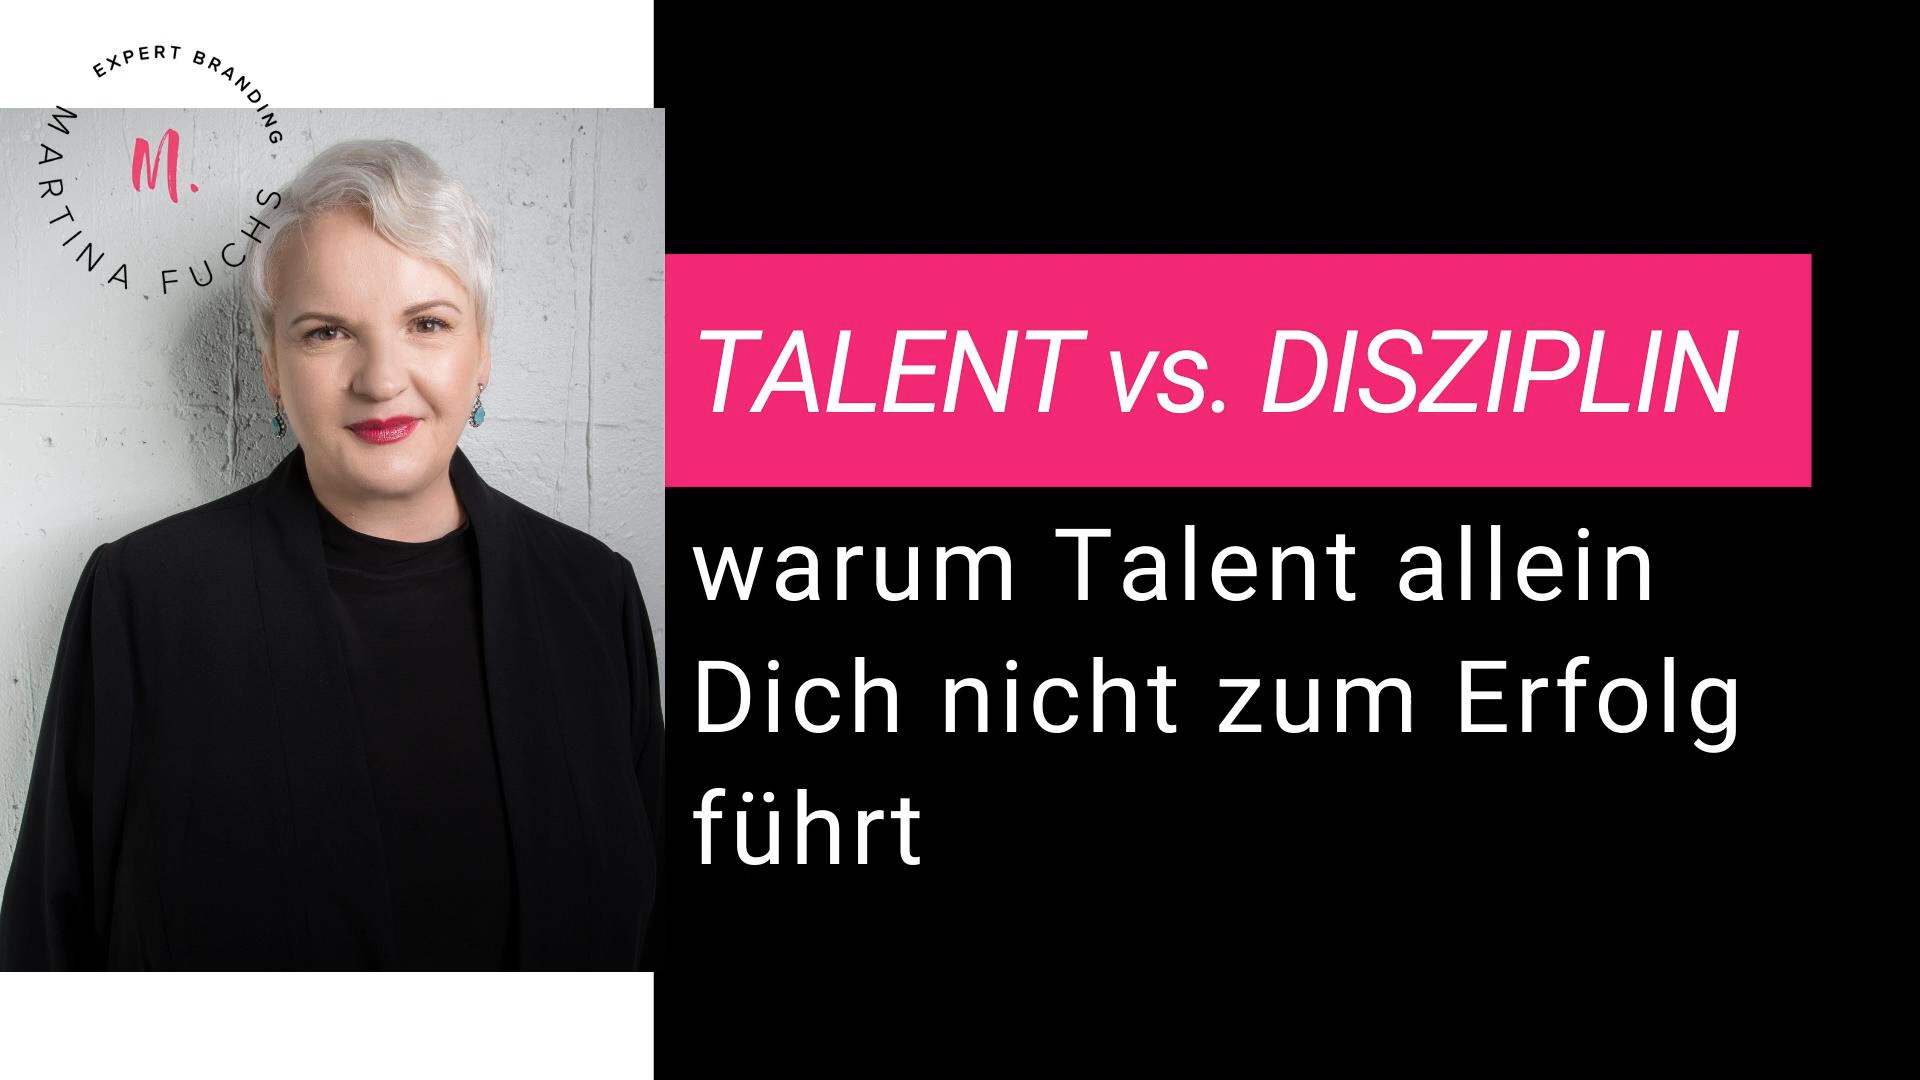 EXPERT BRANDING
M.
MARTINA FUCHS
TALENT vs. DISZIPLIN
warum Talent allein
Dich nicht zum Erfolg
führt